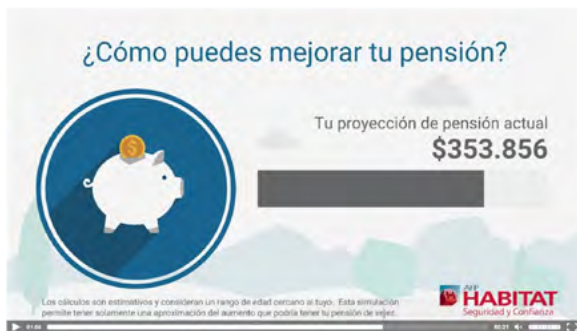 ¿Cómo puedes mejorar tu pensión?
Tu proyección de pensión actual
$353.856
Los cálculos son estimativos y consideran un rango de edad cercano al tuyo. Esta simulación
permite tener solamente una aproximación del aumento que podría tener tu pensión de vejez.
AFP
HABITAT
Seguridad y Confianza